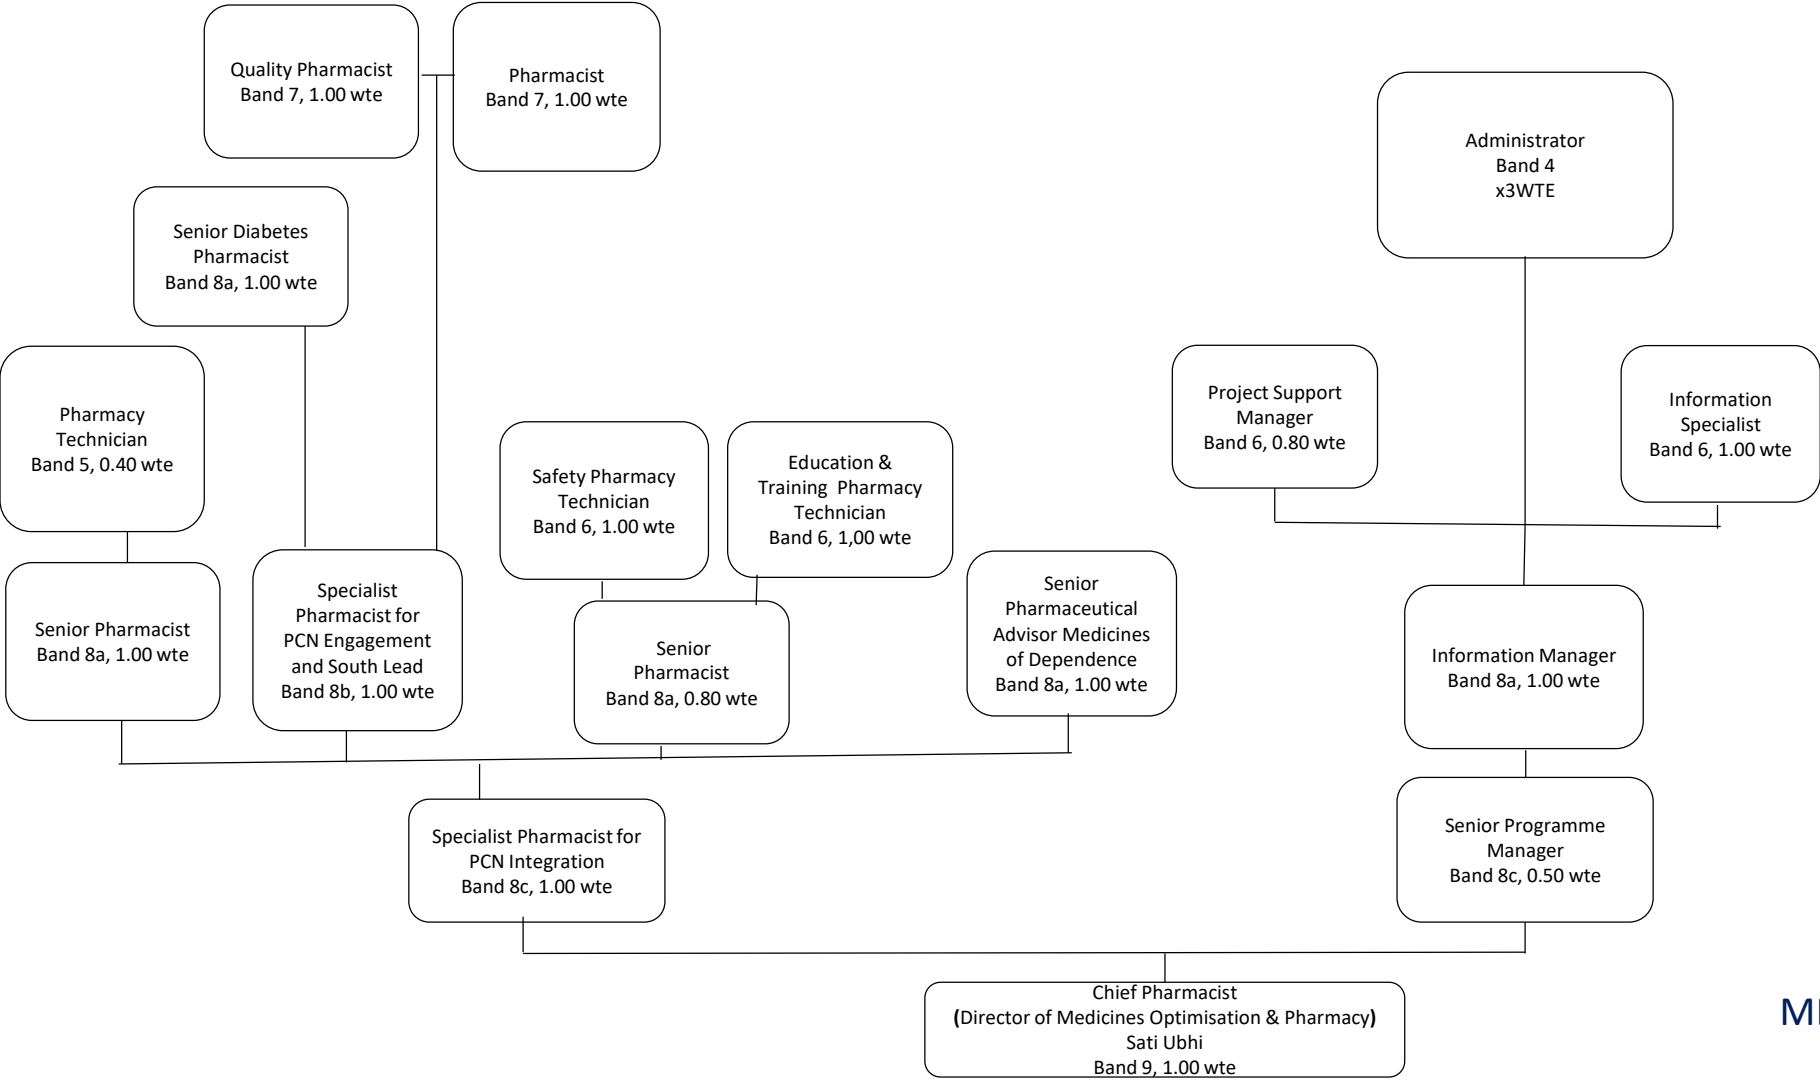 Quality Pharmacist
Band 7, 1.00 wte
Pharmacist
Band 7, 1.00 wte
Administrator
Band 4
x3WTE
Senior Diabetes
Pharmacist
Band 8a, 1.00 wte
Pharmacy
Technician
Band 5, 0.40 wte
Project Support
Manager
Band 6, 0.80 wte
Information
Specialist
Band 6, 1.00 wte
Safety Pharmacy
Technician
Band 6, 1.00 wte
Education &
Training Pharmacy
Technician
Band 6, 1,00 wte
Senior Pharmacist
Band 8a, 1.00 wte
Specialist
Pharmacist for
PCN Engagement
and South Lead
Band 8b, 1.00 wte
Senior
Pharmacist
Band 8a, 0.80 wte
Senior
Pharmaceutical
Advisor Medicines
of Dependence
Band 8a, 1.00 wte
Information Manager
Band 8a, 1.00 wte
Specialist Pharmacist for
PCN Integration
Band 8c, 1.00 wte
Senior Programme
Manager
Band 8c, 0.50 wte
Chief Pharmacist
(Director of Medicines Optimisation & Pharmacy)
Sati Ubhi
Band 9, 1.00 wte